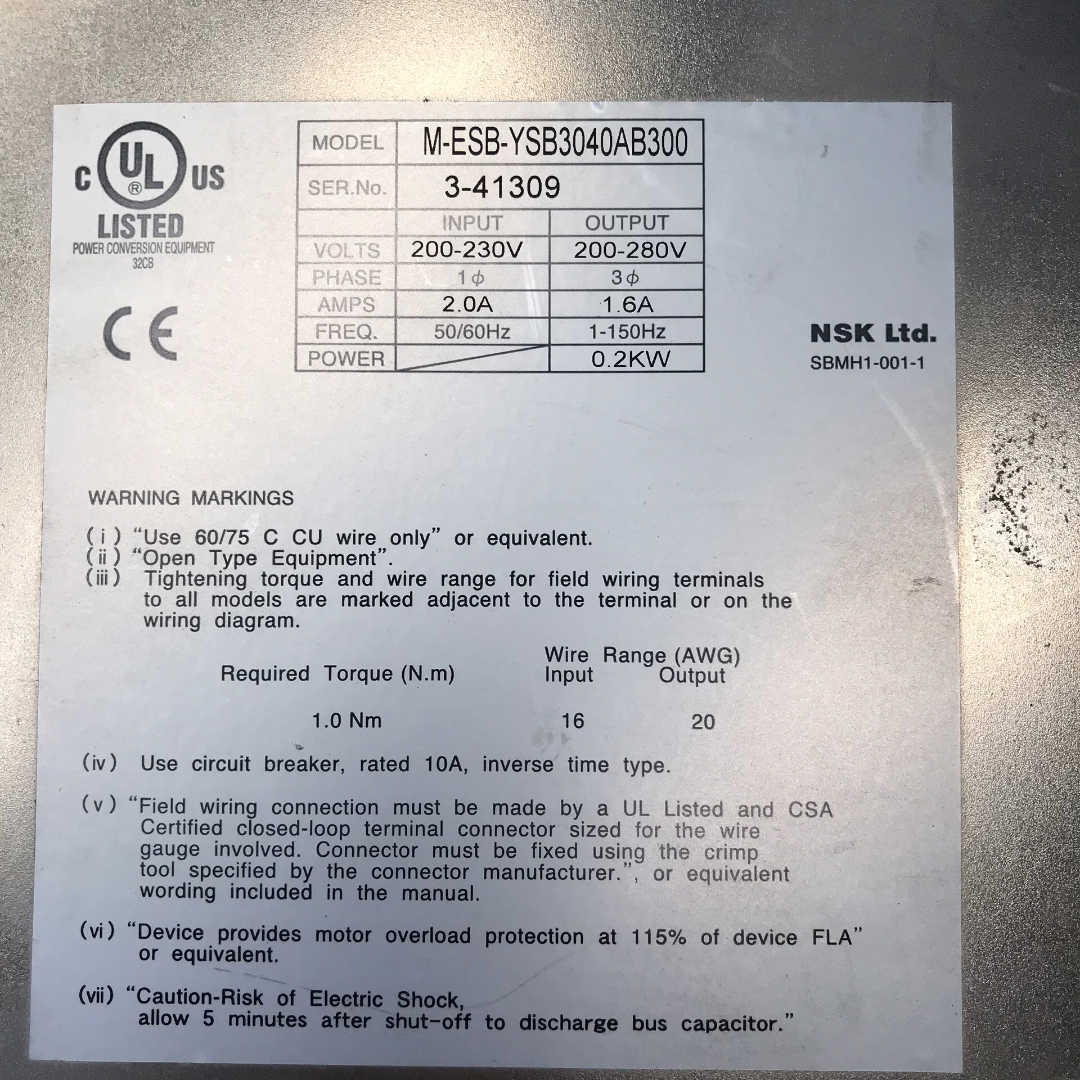 C UL ® US
LISTED
POWER CONVERSION EQUIPMENT
32CB
CE
MODEL M-ESB-YSB3040AB300
SER.No. 3-41309
INPUT OUTPUT
VOLTS 200-230V 200-280V
PHASE 1ϕ 3ϕ
AMPS 2.0A 1.6A
FREQ. 50/60Hz 1-150Hz
POWER 0.2KW
NSK Ltd.
SBMH1-001-1
WARNING MARKINGS
(i) “Use 60/75 C CU wire only” or equivalent.
(ii) “Open Type Equipment”.
(iii) Tightening torque and wire range for field wiring terminals
to all models are marked adjacent to the terminal or on the
wiring diagram.
Wire Range (AWG)
Required Torque (N.m) Input Output
1.0 Nm 16 20
(iv) Use circuit breaker, rated 10A, inverse time type.
(v) “Field wiring connection must be made by a UL Listed and CSA
Certified closed-loop terminal connector sized for the wire
gauge involved. Connector must be fixed using the crimp
tool specified by the connector manufacturer.”, or equivalent
wording included in the manual.
(vi) “Device provides motor overload protection at 115% of device FLA”
or equivalent.
(vii) “Caution-Risk of Electric Shock,
allow 5 minutes after shut-off to discharge bus capacitor.”